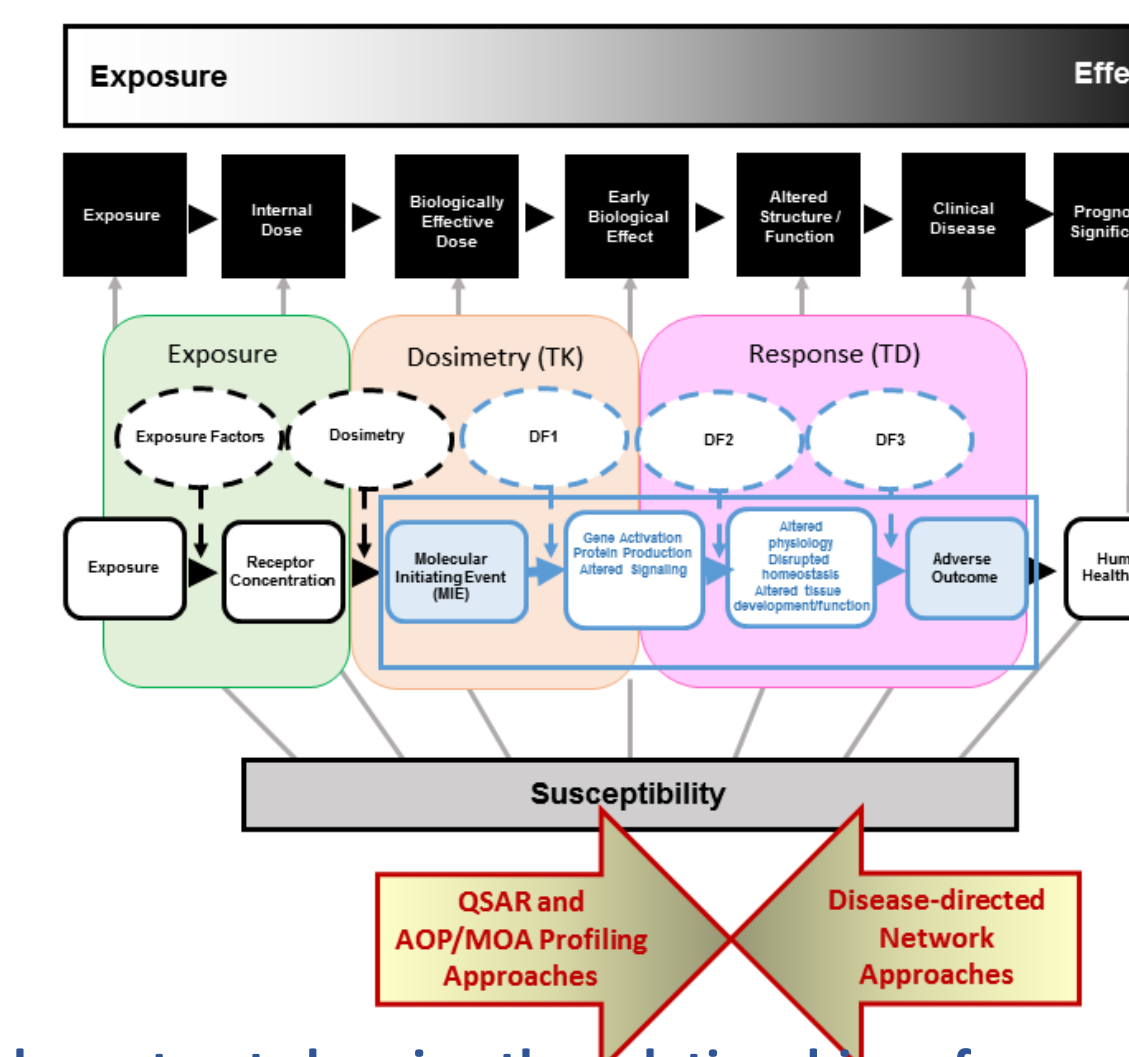 Exposure
Exposure
Internal
Dose
Biologically
Effective
Dose
Early
Biological
Effect
Altered
Structure /
Function
Clinical
Disease
Exposure
Dosimetry (TK)
Response (TD)
Exposure Factors
Dosimetry
DF1
DF2
DF3
Exposure
Receptor
Concentration
Molecular
Initiating Event
(MIE)
Gene Activation
Protein Production
Altered Signaling
Altered
physiology
Disrupted
homeostasis
Altered tissue
development/function
Adverse
Outcome
Health
Susceptibility
QSAR and
AOP/MOA Profiling
Approaches
Disease-directed
Network
Approaches